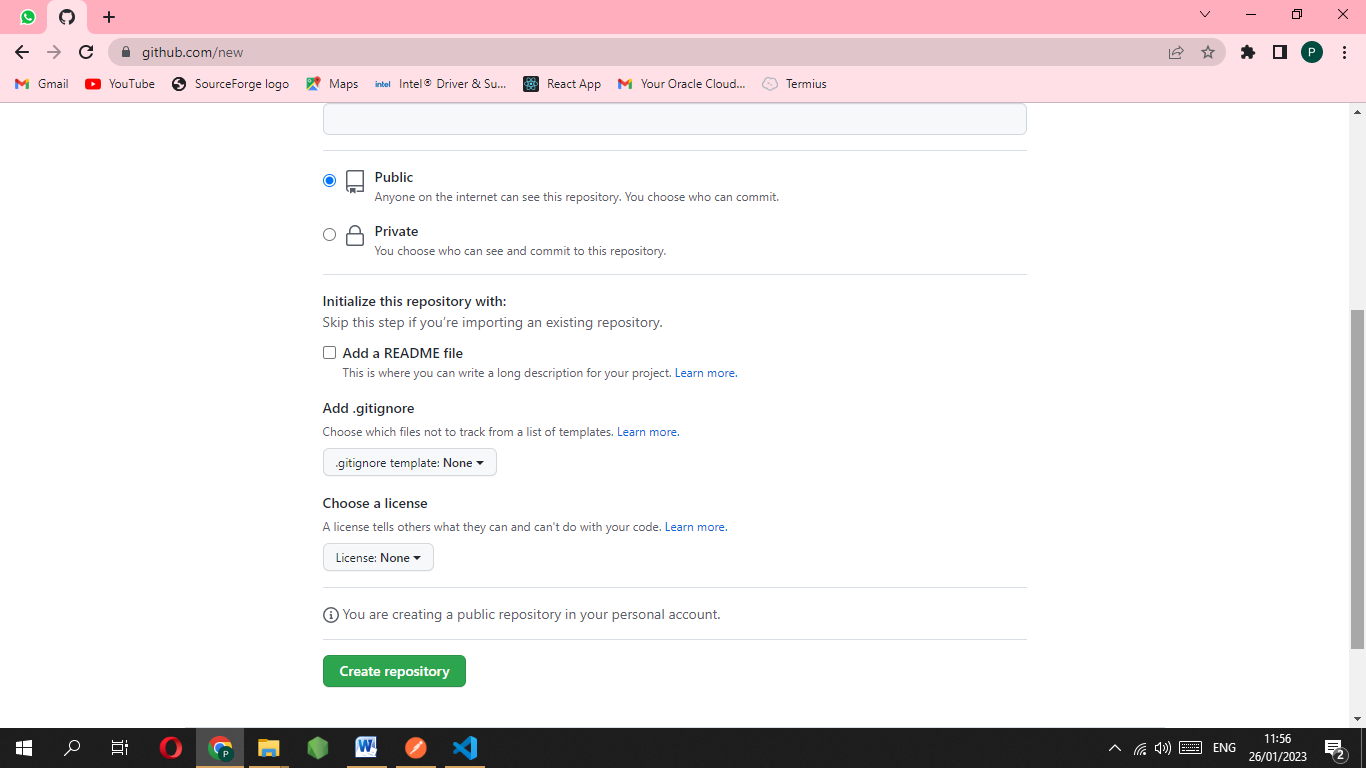 github.com/new
P
Gmail
YouTube
SourceForge logo
Maps
intel
Intel® Driver & Su...
React App
Your Oracle Cloud...
Termius
Public
Anyone on the internet can see this repository. You choose who can commit.
Private
You choose who can see and commit to this repository.
Initialize this repository with:
Skip this step if you're importing an existing repository.
Add a README file
This is where you can write a long description for your project. Learn more.
Add .gitignore
Choose which files not to track from a list of templates. Learn more.
.gitignore template: None
Choose a license
A license tells others what they can and can't do with your code. Learn more.
License: None
You are creating a public repository in your personal account.
Create repository
P
W
ENG
11:56
26/01/2023
2